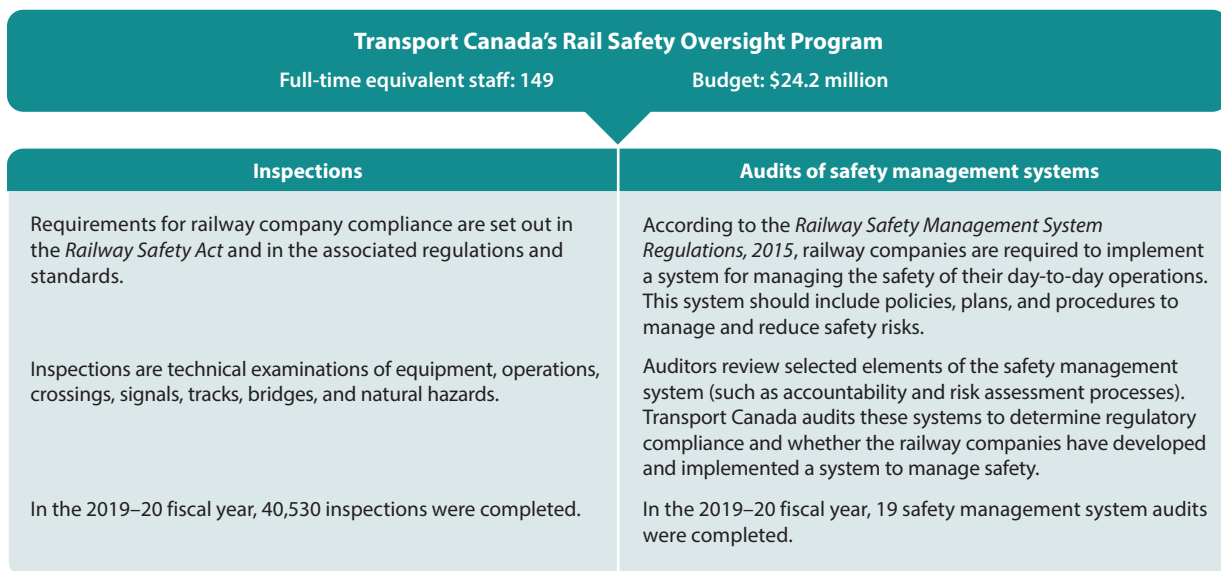 Transport Canada’s Rail Safety Oversight Program
Full-time equivalent staff: 149 Budget: $24.2 million
Inspections
Requirements for railway company compliance are set out in
the Railway Safety Act and in the associated regulations and
standards.
Inspections are technical examinations of equipment, operations,
crossings, signals, tracks, bridges, and natural hazards.
In the 2019–20 fiscal year, 40,530 inspections were completed.
Audits of safety management systems
According to the Railway Safety Management System
Regulations, 2015, railway companies are required to implement
a system for managing the safety of their day-to-day operations.
This system should include policies, plans, and procedures to
manage and reduce safety risks.
Auditors review selected elements of the safety management
system (such as accountability and risk assessment processes).
Transport Canada audits these systems to determine regulatory
compliance and whether the railway companies have developed
and implemented a system to manage safety.
In the 2019–20 fiscal year, 19 safety management system audits
were completed.